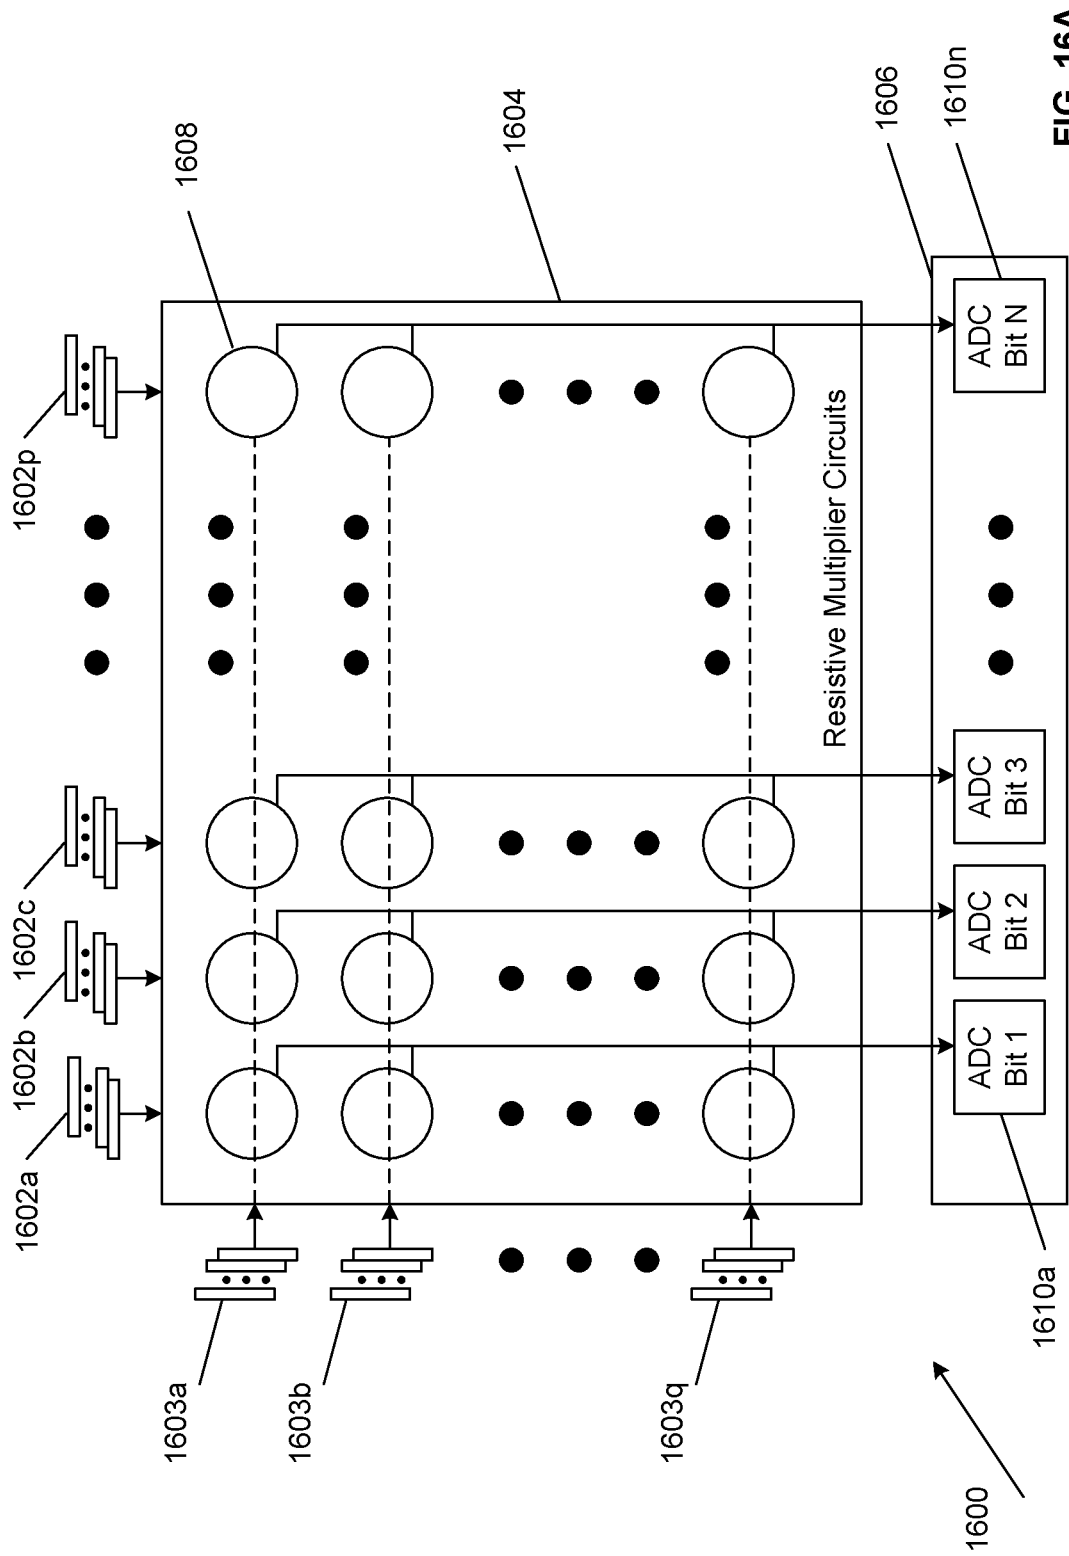 1602a
1602b
1602c
1602p
1603a
1608
1603b
1604
1603q
Resistive Multiplier Circuits
1606
1610n
ADC
Bit 1
ADC
Bit 2
ADC
Bit 3
ADC
Bit N
1600
1610a
FIG. 16A